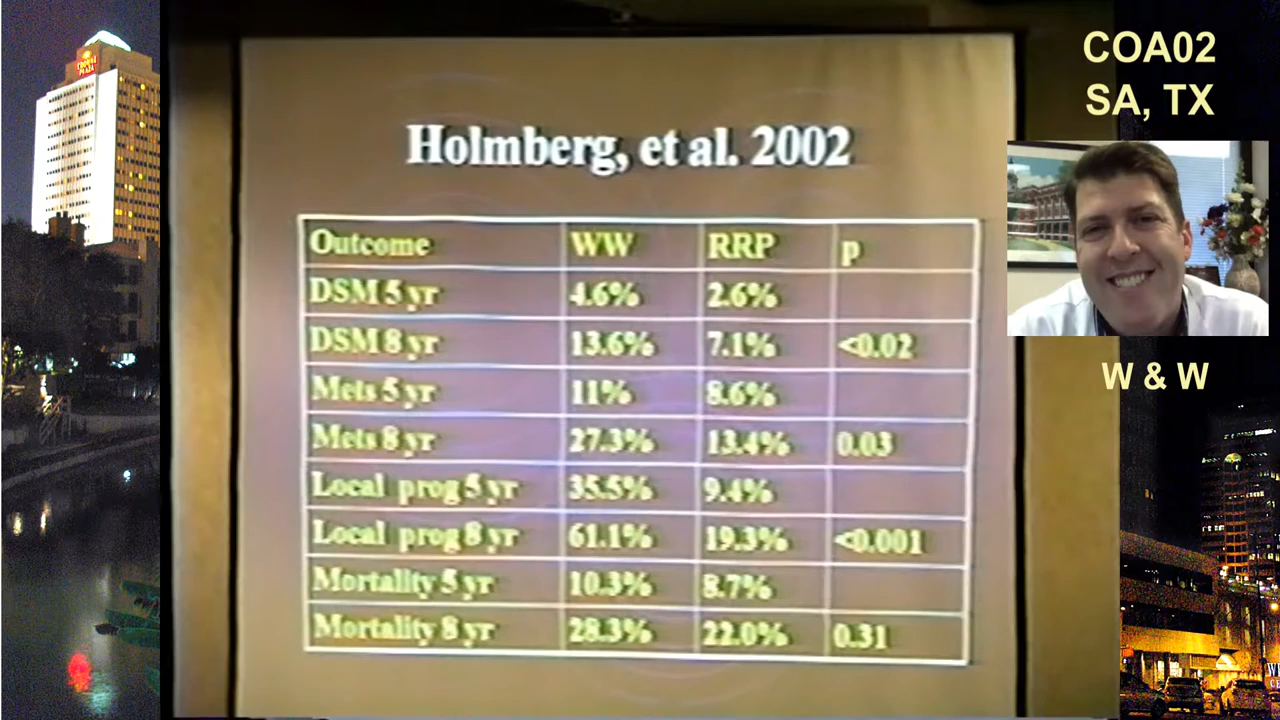 CROWNE
PLAZA
COA02
SA, TX
Holmberg, et al. 2002
Outcome WW RRP p
DSM 5 yr 4.6% 2.6%
DSM 8 yr 13.6% 7.1% <0.02
Mets 5 yr 11% 8.6%
Mets 8 yr 27.3% 13.4% 0.03
Local prog 5 yr 35.5% 9.4%
Local prog 8 yr 61.1% 19.3% <0.001
Mortality 5 yr 10.3% 8.7%
Mortality 8 yr 28.3% 22.0% 0.31
W & W